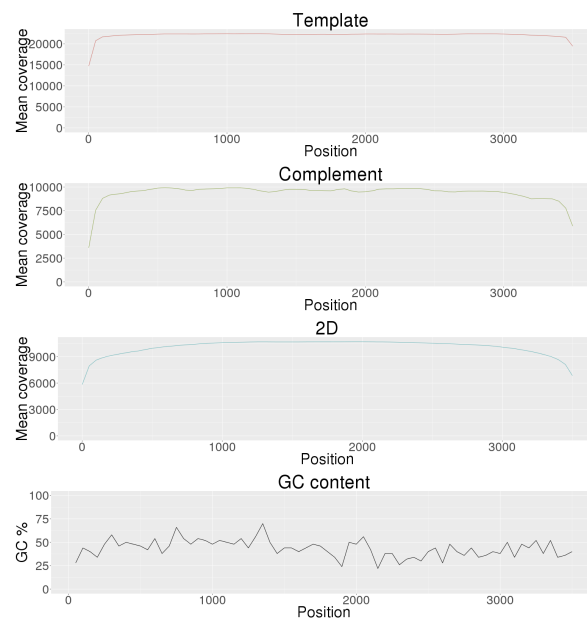 Template
Mean coverage
20000
15000
10000
5000
0
0 1000 2000 3000
Position
Complement
Mean coverage
10000
7500
5000
2500
0
0 1000 2000 3000
Position
2D
Mean coverage
9000
6000
3000
0
0 1000 2000 3000
Position
GC content
GC %
100
75
50
25
0
0 1000 2000 3000
Position